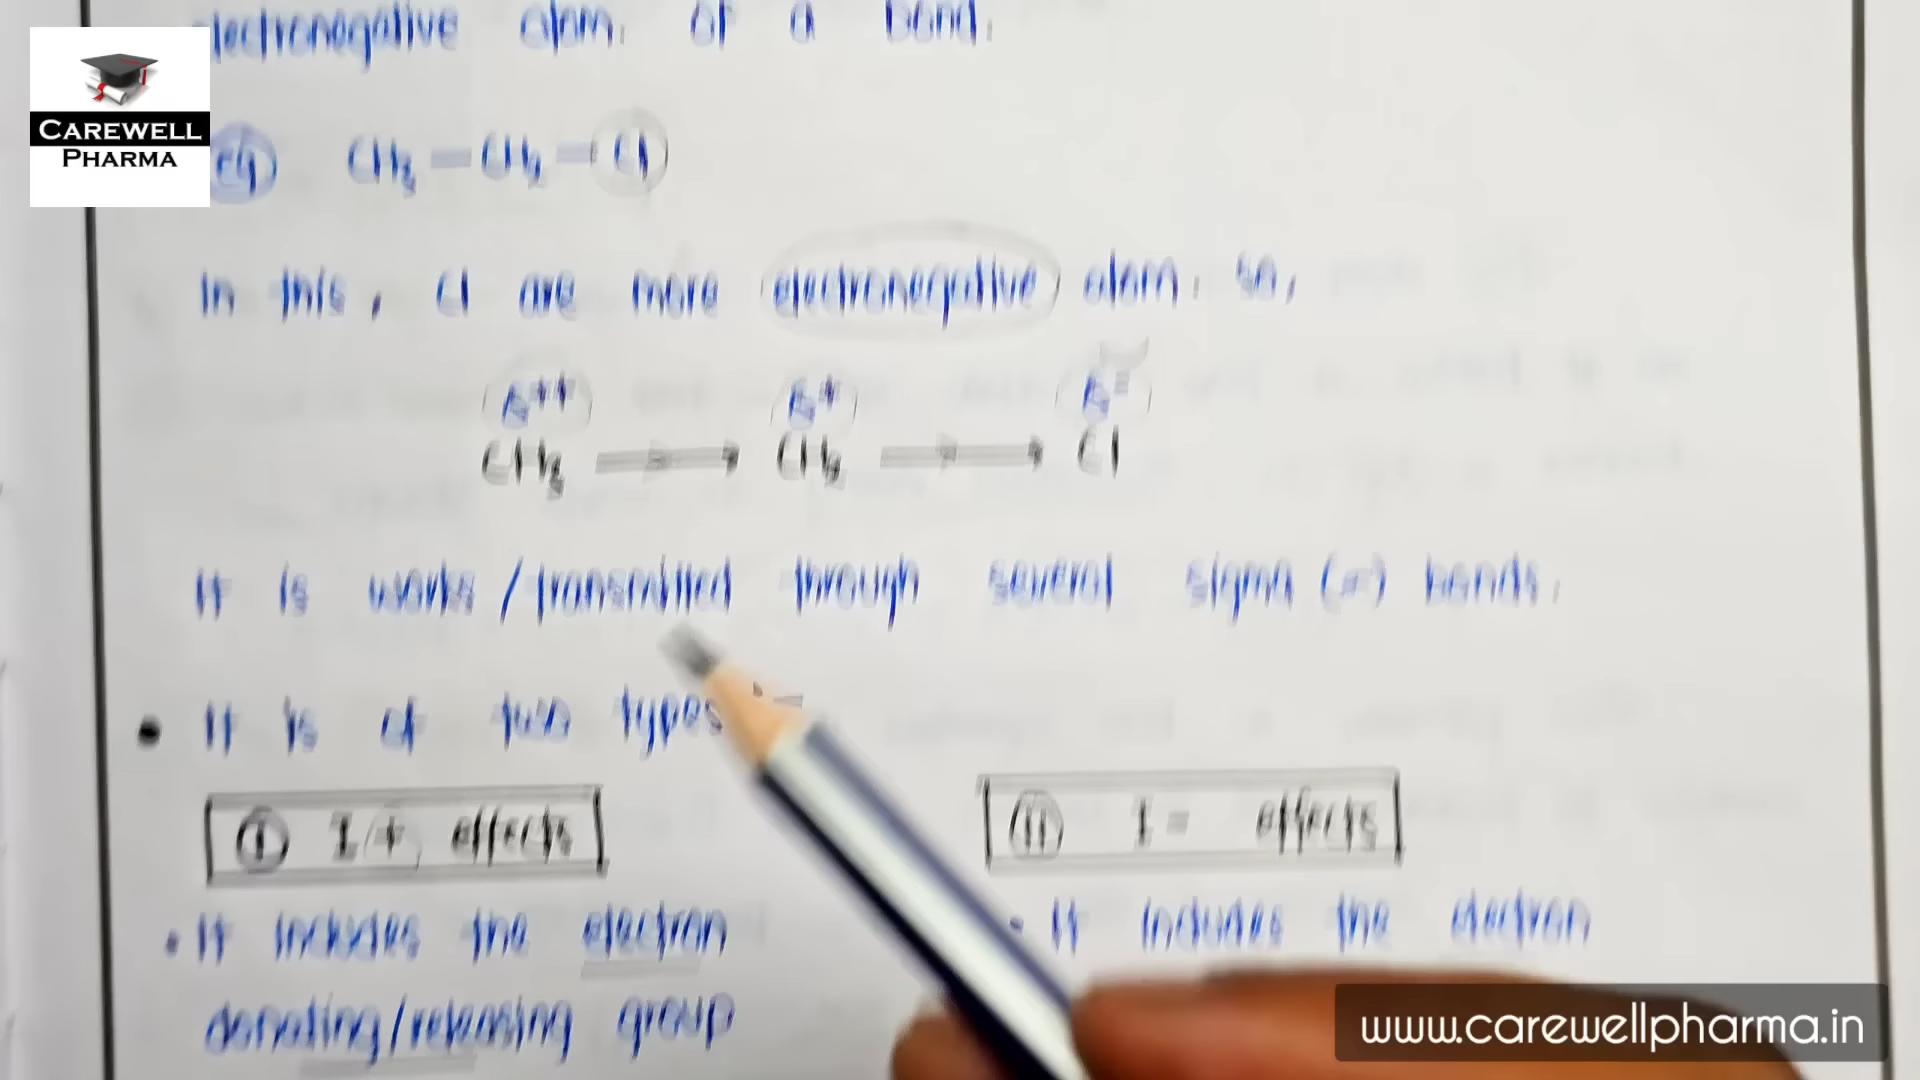 electronegative atom. of a bond.
CAREWELL
PHARMA
eg CH₃ – CH₂ – Cl
In this, Cl are more electronegative atom. so,
δ++ δ+ δ-
CH₃ → CH₂ → Cl
It is works/transmitted through several sigma (-) bonds.
• It is of two types :-
(i) I+ effects
(ii) I- effects
• It includes the electron
donating/releasing group
• It includes the electron
www.carewellpharma.in